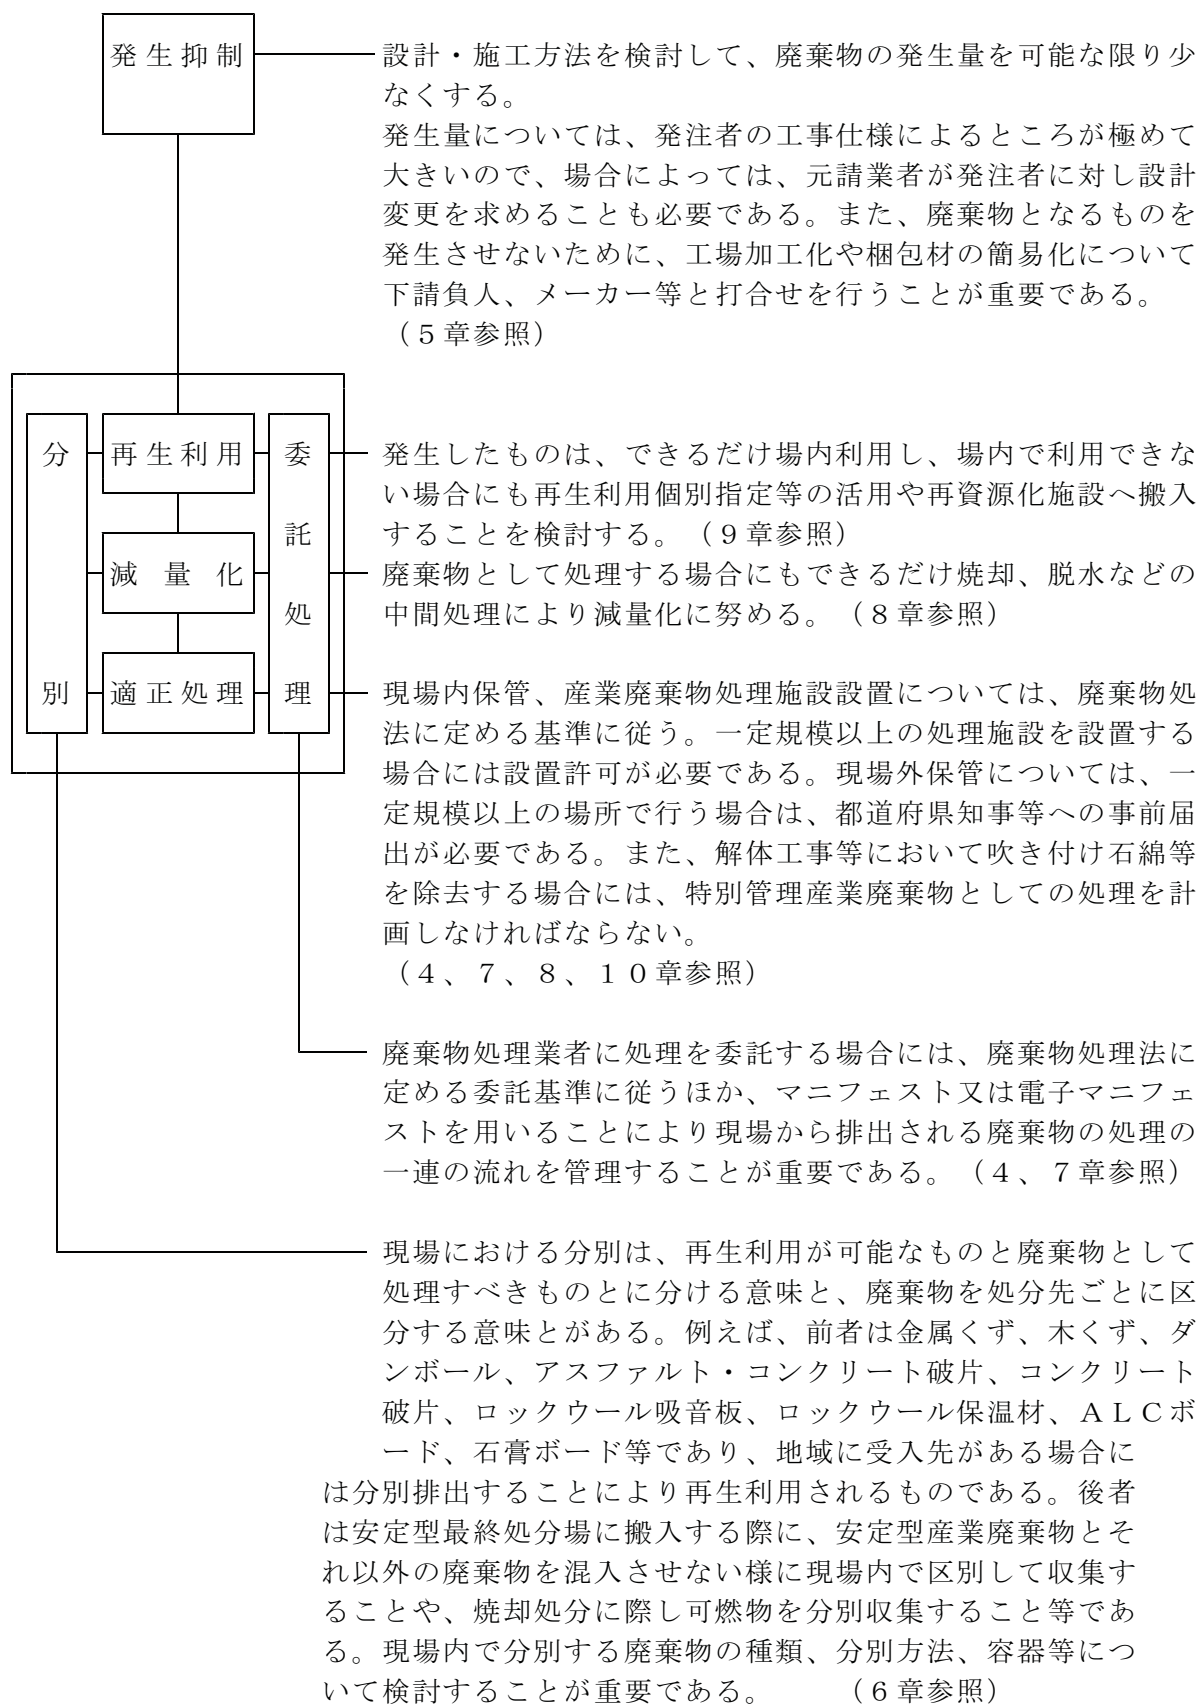 発生抑制
設計・施工方法を検討して、廃棄物の発生量を可能な限り少
なくする。
発生量については、発注者の工事仕様によるところが極めて
大きいので、場合によっては、元請業者が発注者に対し設計
変更を求めることも必要である。また、廃棄物となるものを
発生させないために、工場加工化や梱包材の簡易化について
下請負人、メーカー等と打合せを行うことが重要である。
（５章参照）
分別
再生利用
委託処理
発生したものは、できるだけ場内利用し、場内で利用できな
い場合にも再生利用個別指定等の活用や再資源化施設へ搬入
することを検討する。（９章参照）
減量化
廃棄物として処理する場合にもできるだけ焼却、脱水などの
中間処理により減量化に努める。（８章参照）
適正処理
現場内保管、産業廃棄物処理施設設置については、廃棄物処
法に定める基準に従う。一定規模以上の処理施設を設置する
場合には設置許可が必要である。現場外保管については、一
定規模以上の場所で行う場合は、都道府県知事等への事前届
出が必要である。また、解体工事等において吹き付け石綿等
を除去する場合には、特別管理産業廃棄物としての処理を計
画しなければならない。
（４、７、８、１０章参照）
廃棄物処理業者に処理を委託する場合には、廃棄物処理法に
定める委託基準に従うほか、マニフェスト又は電子マニフェ
ストを用いることにより現場から排出される廃棄物の処理の
一連の流れを管理することが重要である。（４、７章参照）
現場における分別は、再生利用が可能なものと廃棄物として
処理すべきものとに分ける意味と、廃棄物を処分先ごとに区
分する意味とがある。例えば、前者は金属くず、木くず、ダ
ンボール、アスファルト・コンクリート破片、コンクリート
破片、ロックウール吸音板、ロックウール保温材、ＡＬＣボ
ード、石膏ボード等であり、地域に受入先がある場合に
は分別排出することにより再生利用されるものである。後者
は安定型最終処分場に搬入する際に、安定型産業廃棄物とそ
れ以外の廃棄物を混入させない様に現場内で区別して収集す
ることや、焼却処分に際し可燃物を分別収集すること等であ
る。現場内で分別する廃棄物の種類、分別方法、容器等につ
いて検討することが重要である。　　（６章参照）